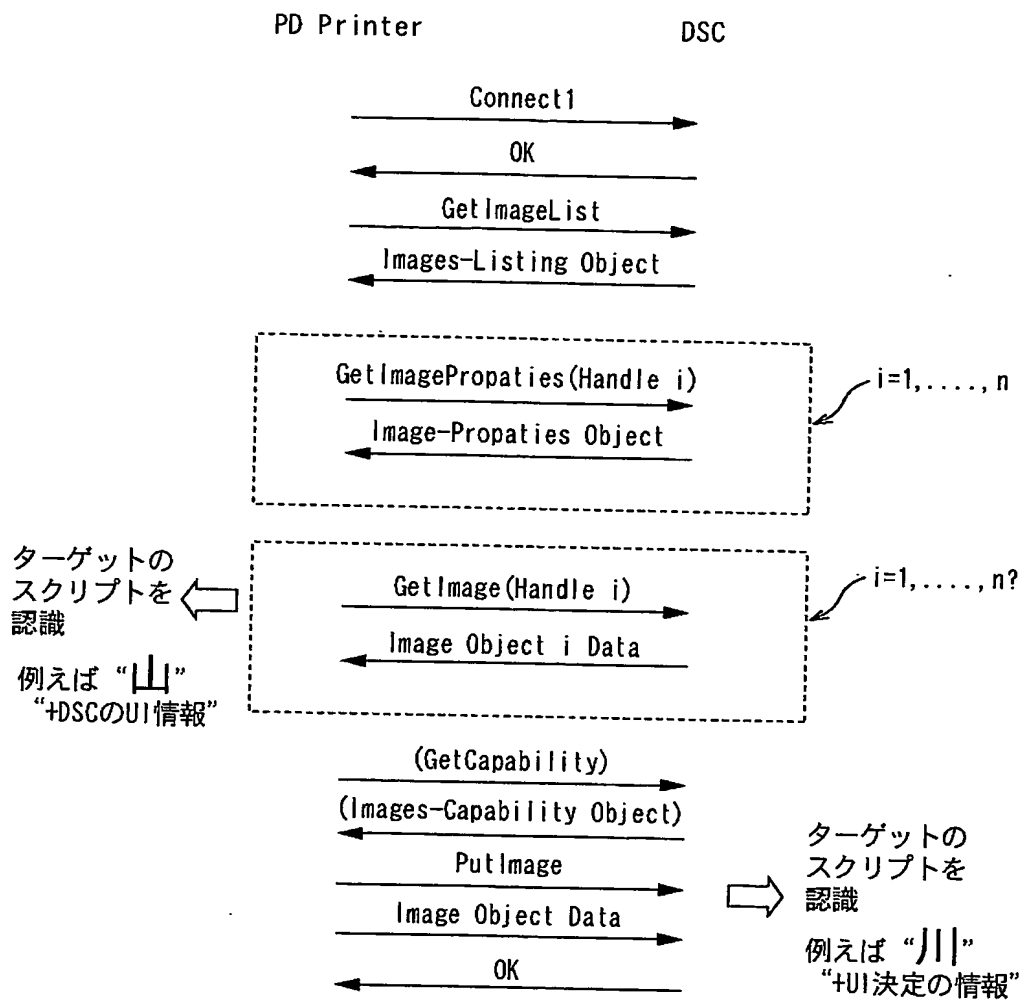 PD Printer
DSC
Connect1
OK
GetImageList
Images-Listing Object
GetImagePropaties(Handle i)
Image-Propaties Object
i=1,....,n
ターゲットの
スクリプトを
認識
例えば “山”
“+DSCのUI情報”
GetImage(Handle i)
Image Object i Data
i=1,....,n?
(GetCapability)
(Images-Capability Object)
PutImage
Image Object Data
OK
ターゲットの
スクリプトを
認識
例えば “川”
“+UI決定の情報”